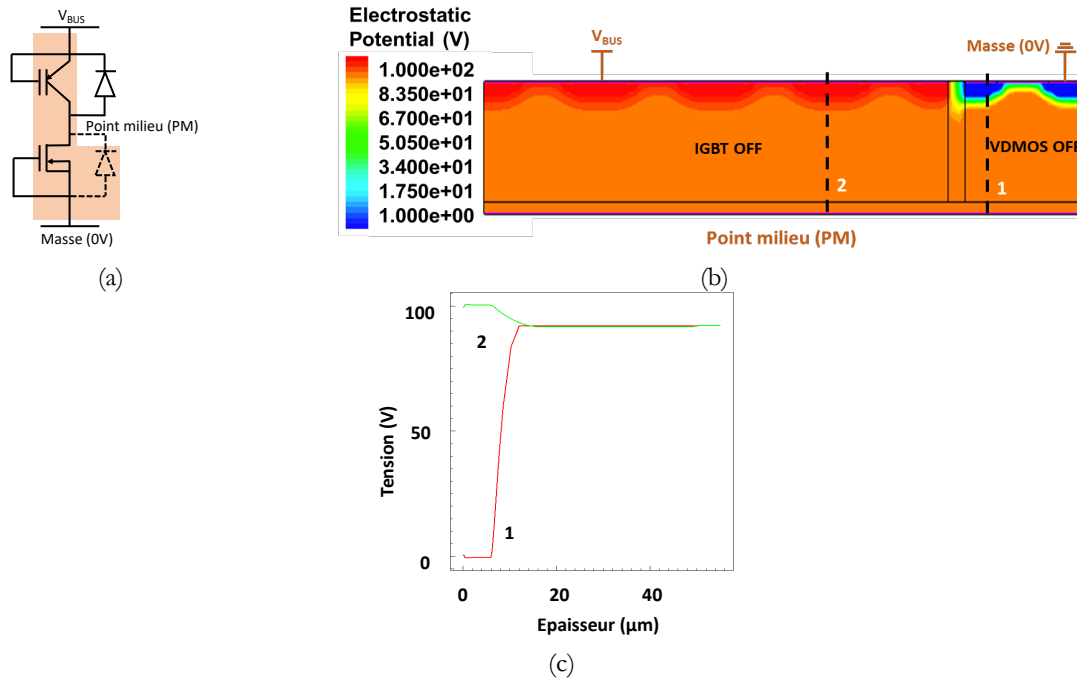 V_BUS
Point milieu (PM)
Masse (0V)
(a)
Electrostatic
Potential (V)
1.000e+02
8.350e+01
6.700e+01
5.050e+01
3.400e+01
1.750e+01
1.000e+00
V_BUS
Masse (0V)
IGBT OFF
VDMOS OFF
2
1
Point milieu (PM)
(b)
100
50
0
Tension (V)
2
1
0
20
40
Epaisseur (μm)
(c)